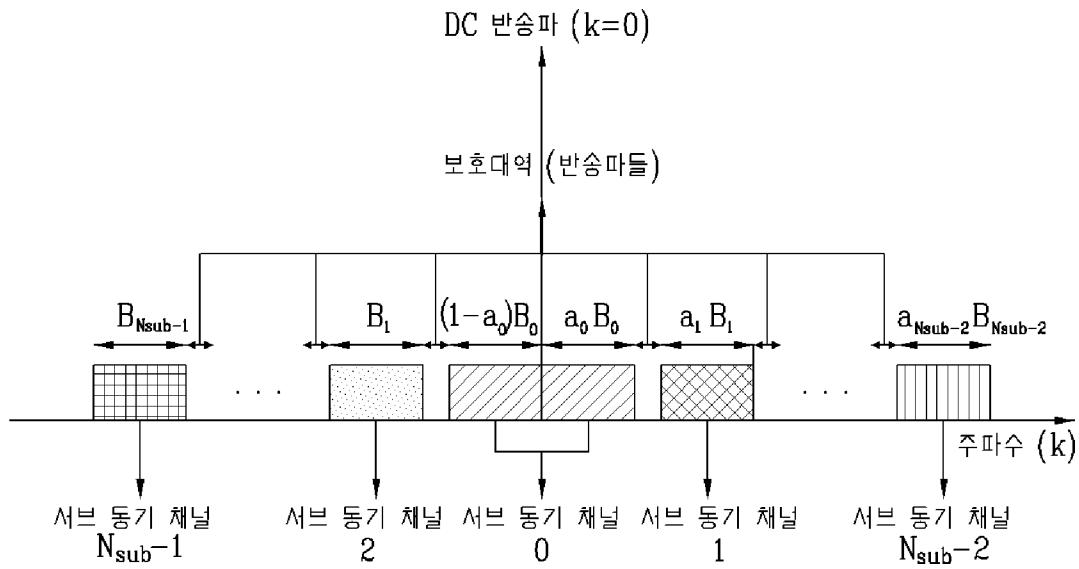 DC 반송파 (k=0)
보호대역 (반송파들)
B_Nsub-1
B_1
(1-a_0)B_0
a_0 B_0
a_1 B_1
a_Nsub-2 B_Nsub-2
. . .
. . .
주파수 (k)
서브 동기 채널
N_sub-1
서브 동기 채널
2
서브 동기 채널
0
서브 동기 채널
1
서브 동기 채널
N_sub-2